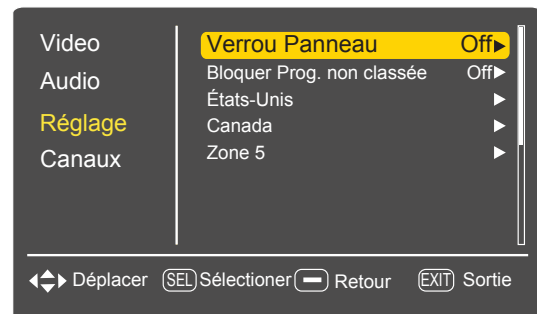 Video
Audio
Réglage
Canaux
Verrou Panneau Off
Bloquer Prog. non classée Off
États-Unis
Canada
Zone 5
Déplacer SEL Sélectioner Retour EXIT Sortie